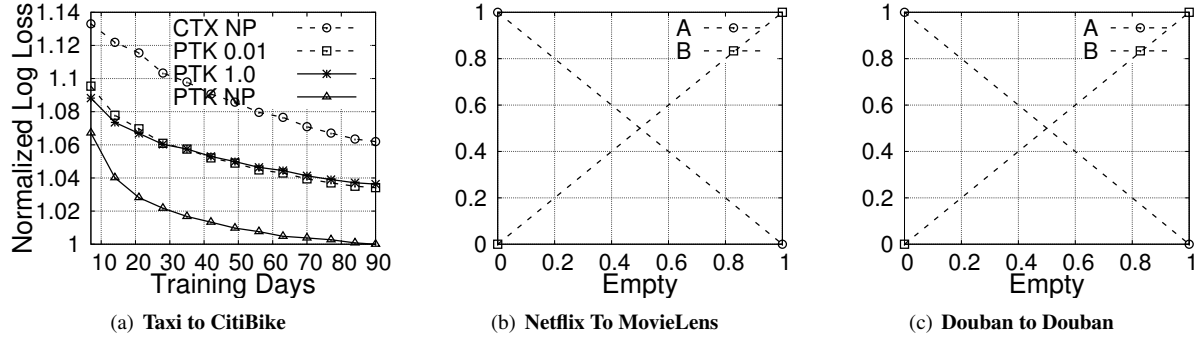 Normalized Log Loss
1.14
1.12
1.1
1.08
1.06
1.04
1.02
1
CTX NP
PTK 0.01
PTK 1.0
PTK NP
10 20 30 40 50 60 70 80 90
Training Days
(a) Taxi to CitiBike
1
0.8
0.6
0.4
0.2
0
A
B
0 0.2 0.4 0.6 0.8 1
Empty
(b) Netflix To MovieLens
1
0.8
0.6
0.4
0.2
0
A
B
0 0.2 0.4 0.6 0.8 1
Empty
(c) Douban to Douban